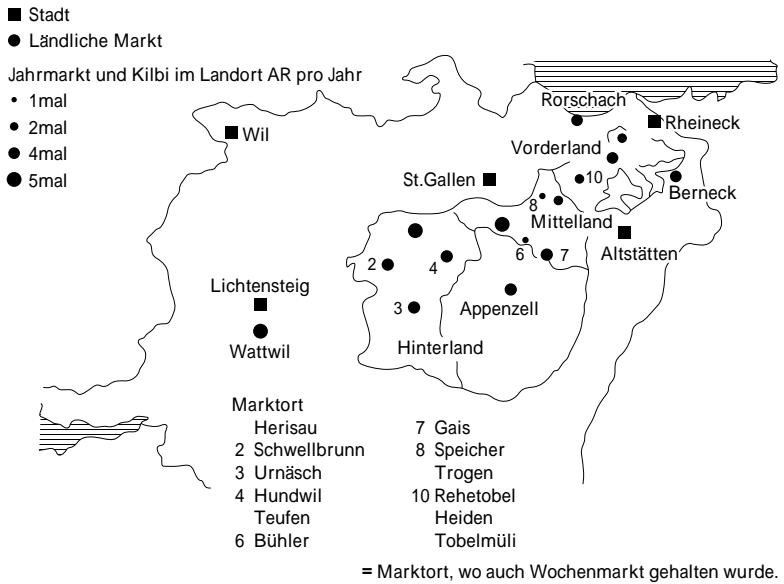 Stadt
Ländliche Markt
Jahrmarkt und Kilbi im Landort AR pro Jahr
1mal
2mal
4mal
5mal
Rorschach
Rheineck
Wil
Vorderland
St.Gallen
10
Berneck
8
Mittelland
6
7
Altstätten
2
4
Lichtensteig
3
Appenzell
Wattwil
Hinterland
Marktort
Herisau
2 Schwellbrunn
3 Urnäsch
4 Hundwil
Teufen
6 Bühler
7 Gais
8 Speicher
Trogen
10 Rehetobel
Heiden
Tobelmüli
= Marktort, wo auch Wochenmarkt gehalten wurde.